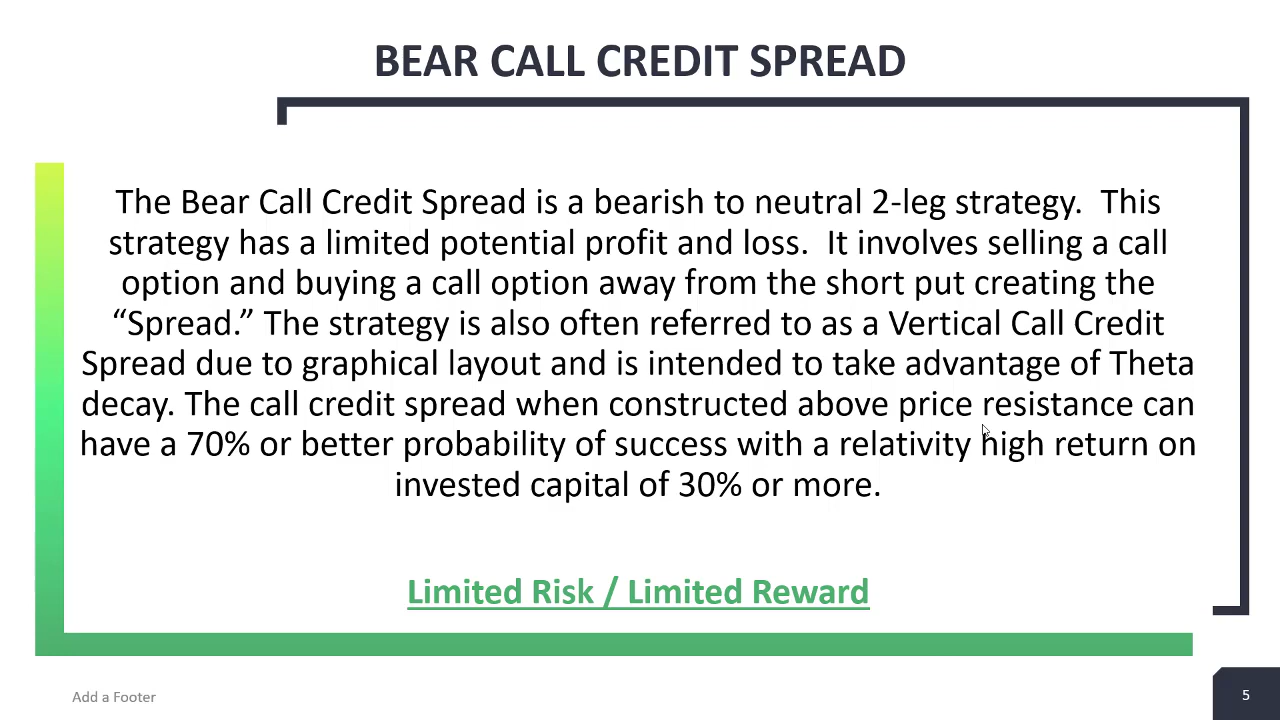 BEAR CALL CREDIT SPREAD
The Bear Call Credit Spread is a bearish to neutral 2-leg strategy.  This
strategy has a limited potential profit and loss.  It involves selling a call
option and buying a call option away from the short put creating the
“Spread.” The strategy is also often referred to as a Vertical Call Credit
Spread due to graphical layout and is intended to take advantage of Theta
decay. The call credit spread when constructed above price resistance can
have a 70% or better probability of success with a relativity high return on
invested capital of 30% or more.
Limited Risk / Limited Reward
Add a Footer
5